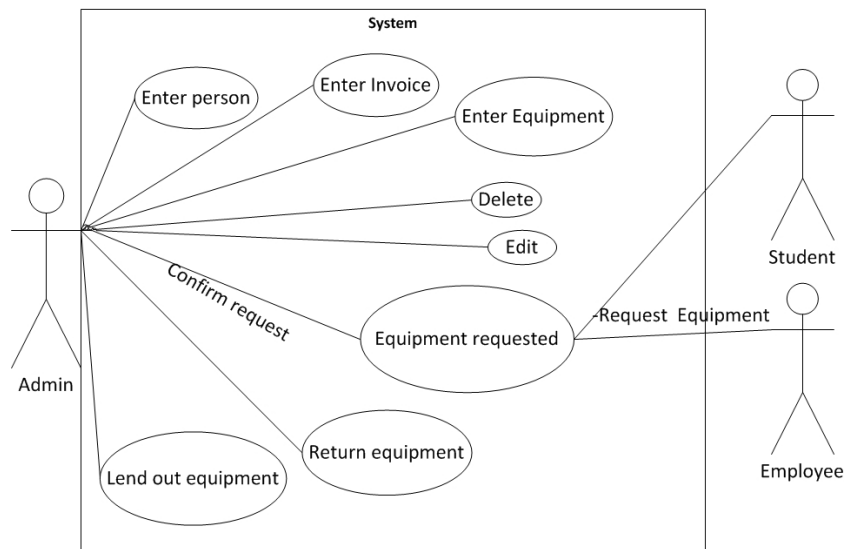 System
Enter person
Enter Invoice
Enter Equipment
Delete
Edit
Confirm request
Equipment requested
-Request Equipment
Student
Admin
Employee
Return equipment
Lend out equipment